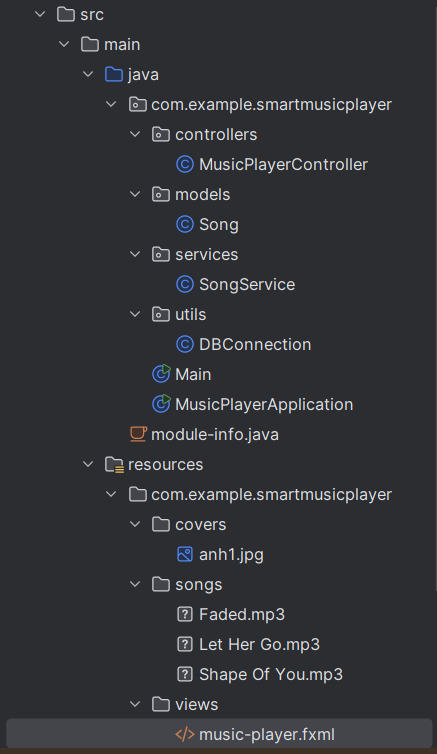 src
main
java
com.example.smartmusicplayer
controllers
MusicPlayerController
models
Song
services
SongService
utils
DBConnection
Main
MusicPlayerApplication
module-info.java
resources
com.example.smartmusicplayer
covers
anh1.jpg
songs
Faded.mp3
Let Her Go.mp3
Shape Of You.mp3
views
music-player.fxml